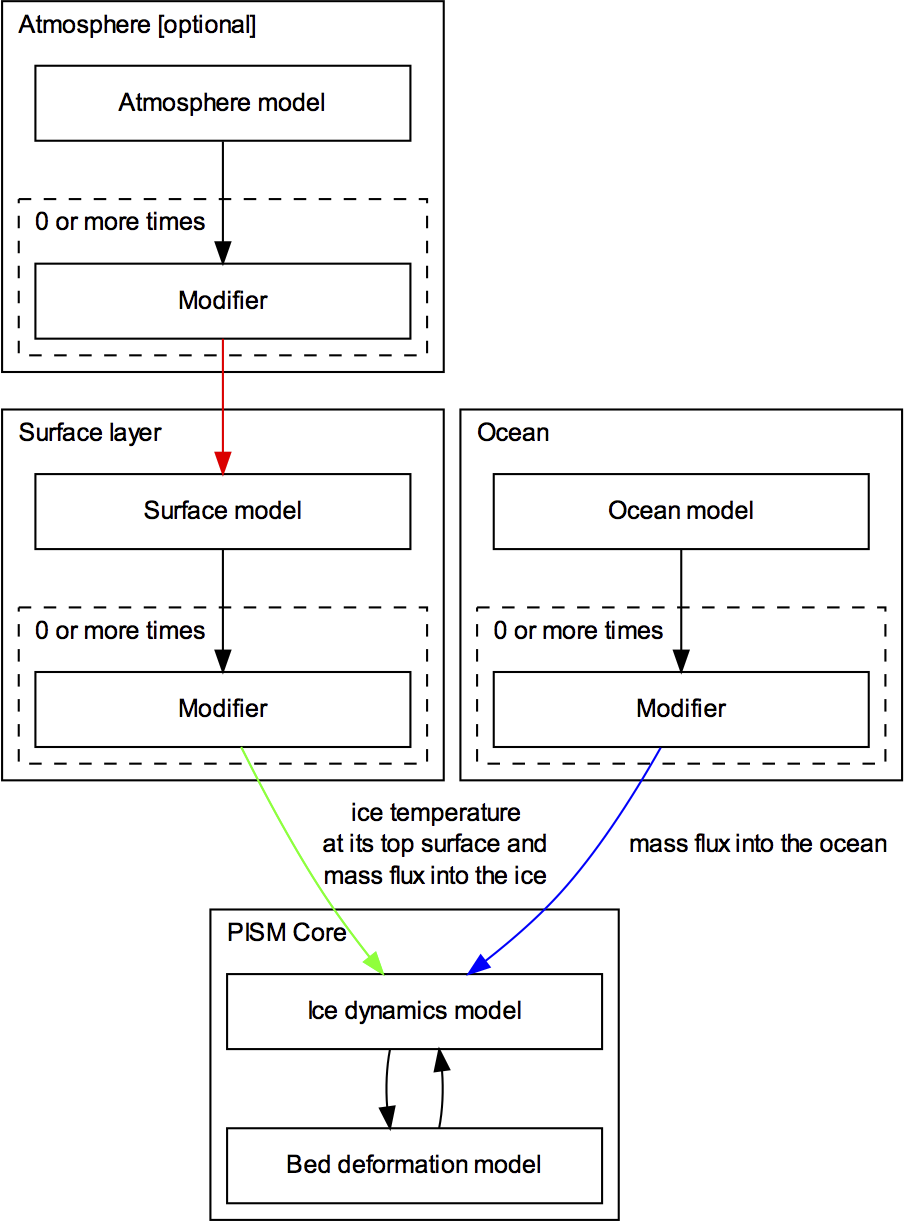 Atmosphere [optional]
Atmosphere model
0 or more times
Modifier
Surface layer
Surface model
0 or more times
Modifier
Ocean
Ocean model
0 or more times
Modifier
ice temperature
at its top surface and
mass flux into the ice
mass flux into the ocean
PISM Core
Ice dynamics model
Bed deformation model